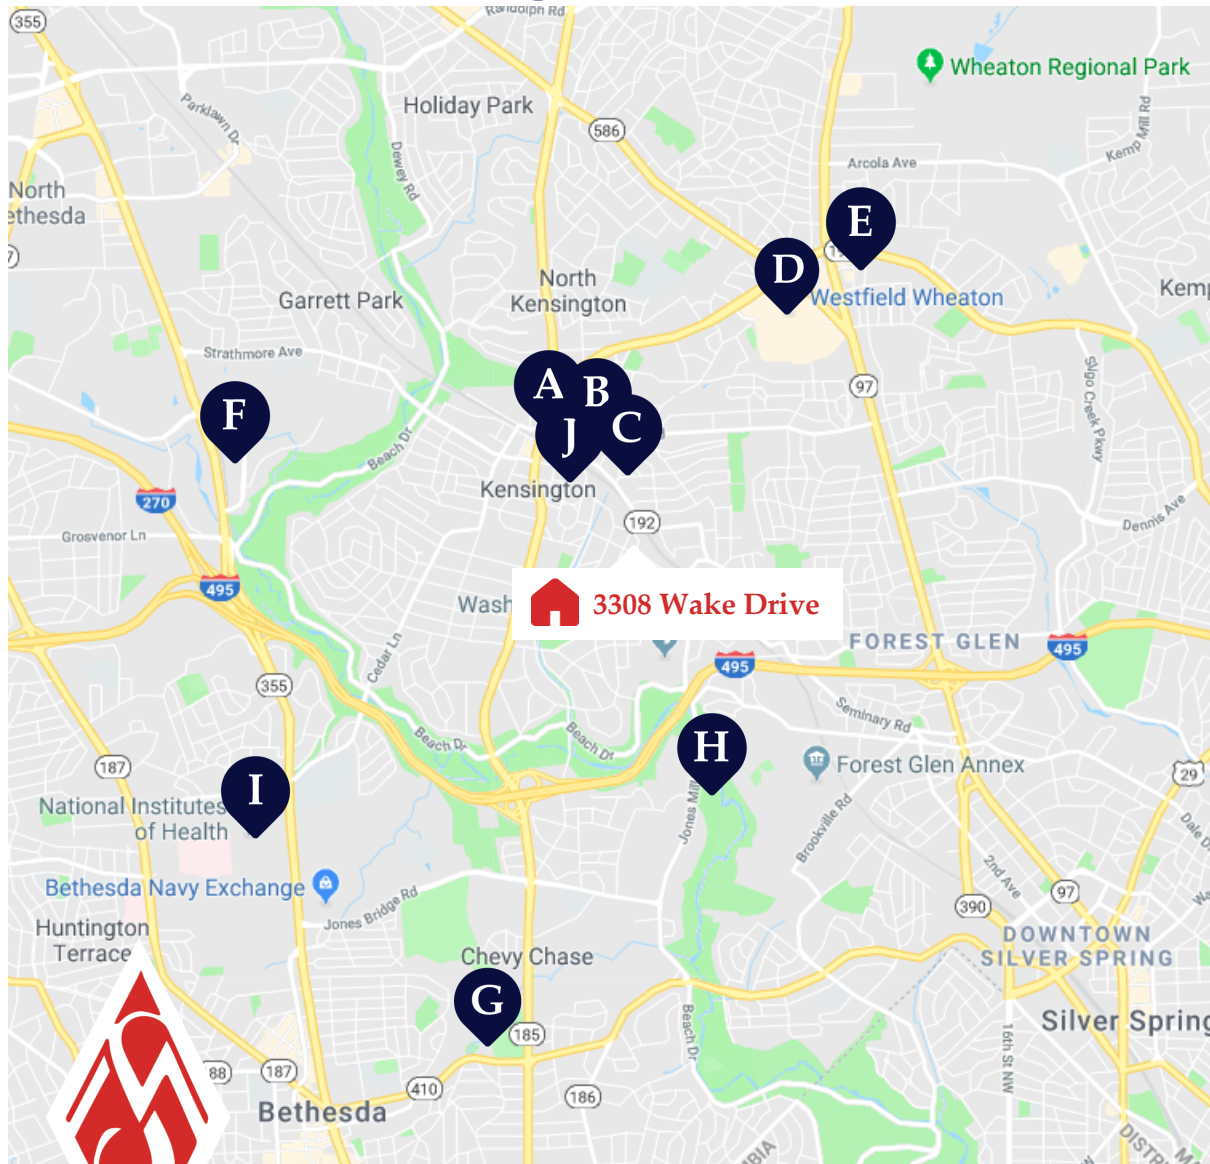 Randolph Rd
355
Wheaton Regional Park
Parklawn Dr
Holiday Park
586
Kemp Mill Rd
Dewey Rd
Arcola Ave
North
ethesda
E
D
North
Kensington
Garrett Park
Westfield Wheaton
Kemp
Strathmore Ave
Sligo Creek Pkwy
97
A
B
F
J
C
Beach Dr
Kensington
270
192
Dennis Ave
Grosvenor Ln
495
3308 Wake Drive
Wash
FOREST GLEN
495
495
Cedar Ln
355
Seminary Rd
Beach Dr
Beach Dr
H
187
Forest Glen Annex
29
I
National Institutes
of Health
Jones Mill
Brookville Rd
Dale Dr
2nd Ave
Bethesda Navy Exchange
97
Jones Bridge Rd
390
Huntington
Terrace
DOWNTOWN
SILVER SPRING
Chevy Chase
G
185
Beach Dr
16th St NW
Silver Spring
88
187
410
186
Bethesda